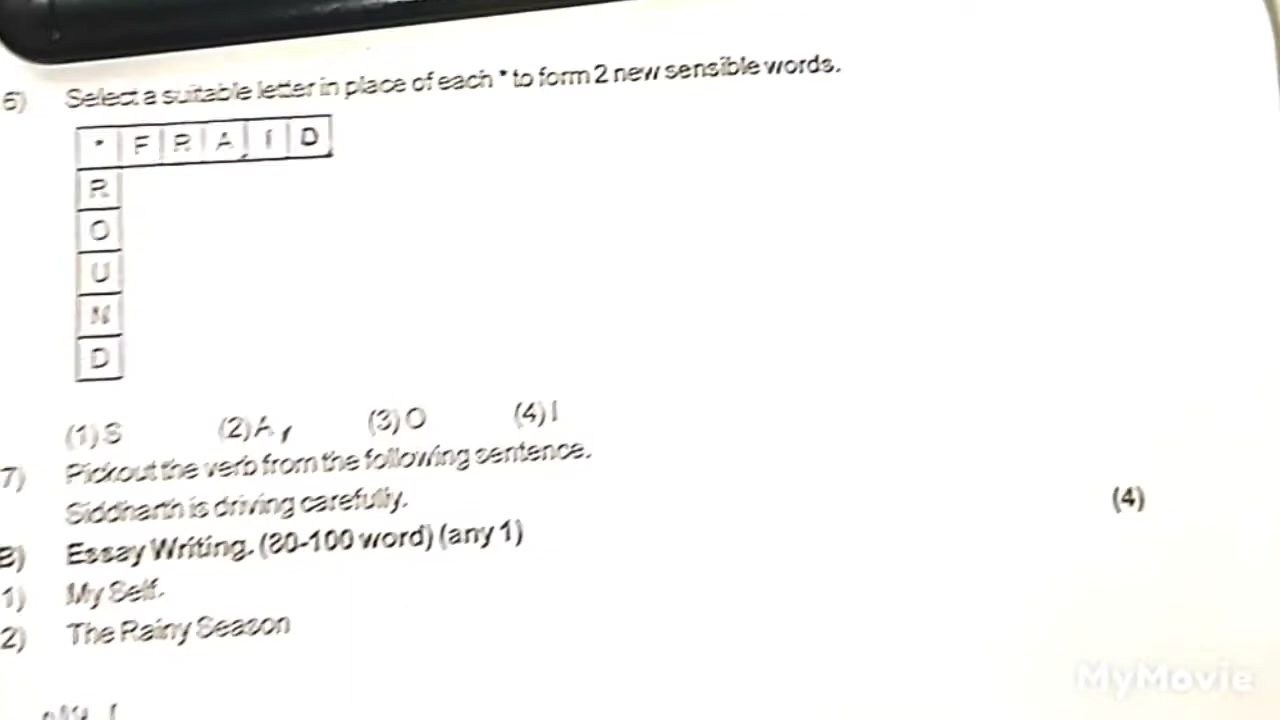 6) Select a suitable letter in place of each * to form 2 new sensible words.
* F R A I D
R
O
U
N
D
(1) S (2) A (3) O (4) I
7) Pickout the verb from the following sentence.
Siddharth is driving carefully.
(4)
B) Essay Writing. (80-100 word) (any 1)
1) My Self.
2) The Rainy Season
MyMovie